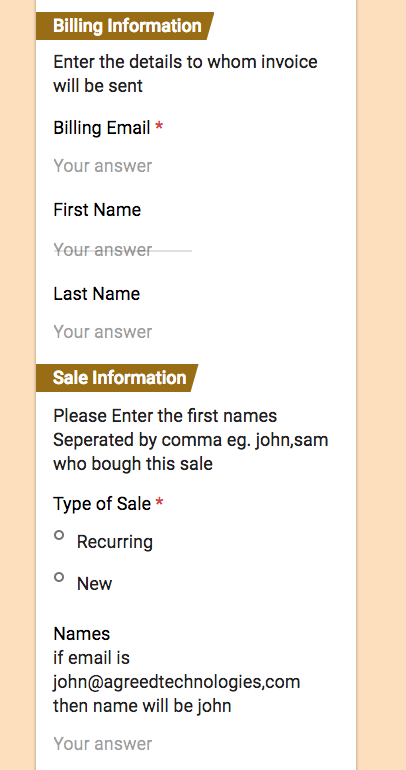 Billing Information
Enter the details to whom invoice
will be sent
Billing Email *
Your answer
First Name
Your answer
Last Name
Your answer
Sale Information
Please Enter the first names
Seperated by comma eg. john,sam
who bough this sale
Type of Sale *
Recurring
New
Names
if email is
john@agreedtechnologies,com
then name will be john
Your answer